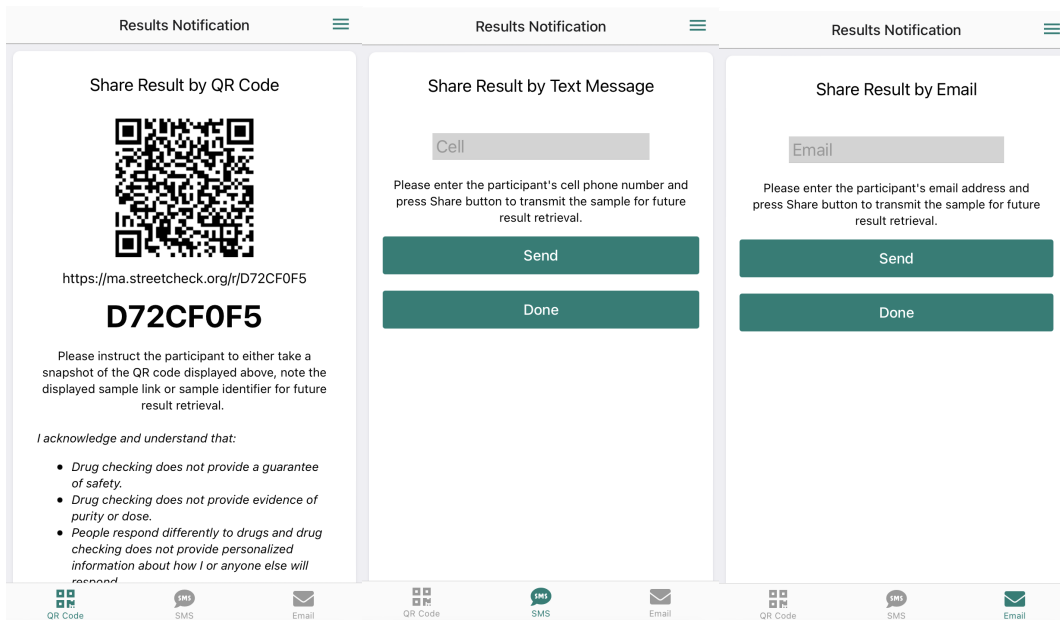 Results Notification
Share Result by QR Code
https://ma.streetcheck.org/r/D72CF0F5
D72CF0F5
Please instruct the participant to either take a
snapshot of the QR code displayed above, note the
displayed sample link or sample identifier for future
result retrieval.
I acknowledge and understand that:
• Drug checking does not provide a guarantee
of safety.
• Drug checking does not provide evidence of
purity or dose.
• People respond differently to drugs and drug
checking does not provide personalized
information about how I or anyone else will
respond
QR Code
SMS
SMS
Email
Results Notification
Share Result by Text Message
Cell
Please enter the participant's cell phone number and
press Share button to transmit the sample for future
result retrieval.
Send
Done
QR Code
SMS
SMS
Email
Results Notification
Share Result by Email
Email
Please enter the participant's email address and
press Share button to transmit the sample for future
result retrieval.
Send
Done
QR Code
SMS
SMS
Email